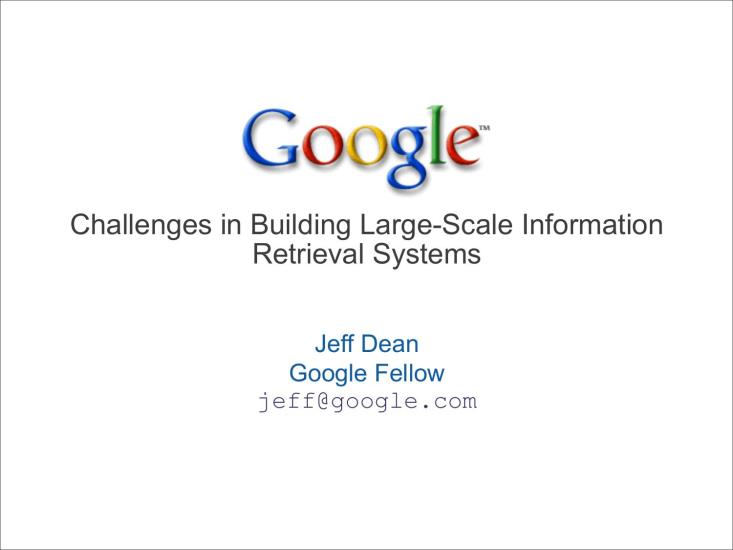 Google™
Challenges in Building Large-Scale Information
Retrieval Systems
Jeff Dean
Google Fellow
jeff@google.com